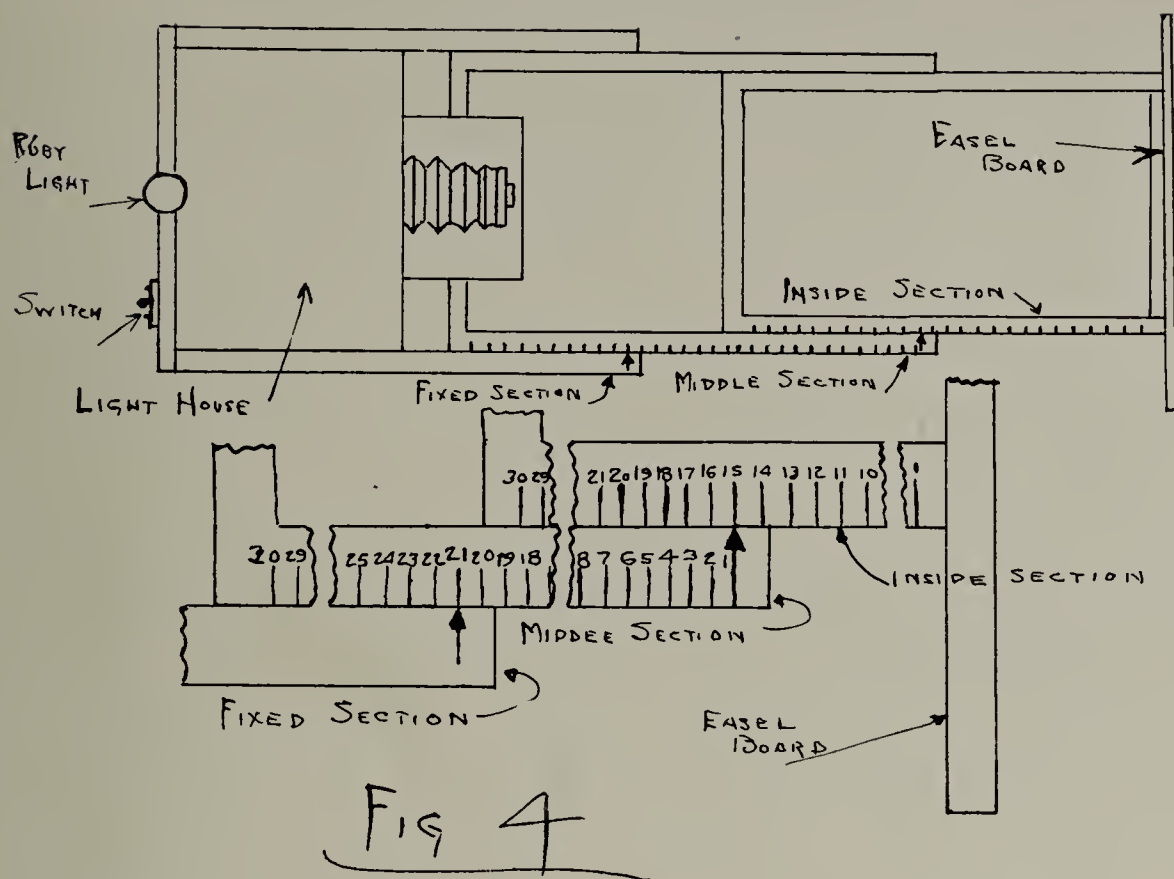 RUBY
LIGHT
EASEL
BOARD
SWITCH
INSIDE SECTION
FIXED SECTION
MIDDLE SECTION
LIGHT HOUSE
30 29 21 20 19 18 17 16 15 14 13 12 11 10 1
30 29 25 24 23 22 21 20 19 18 8 7 6 5 4 3 2 1
INSIDE SECTION
MIDDEE SECTION
FIXED SECTION
EASEL
BOARD
FIG 4